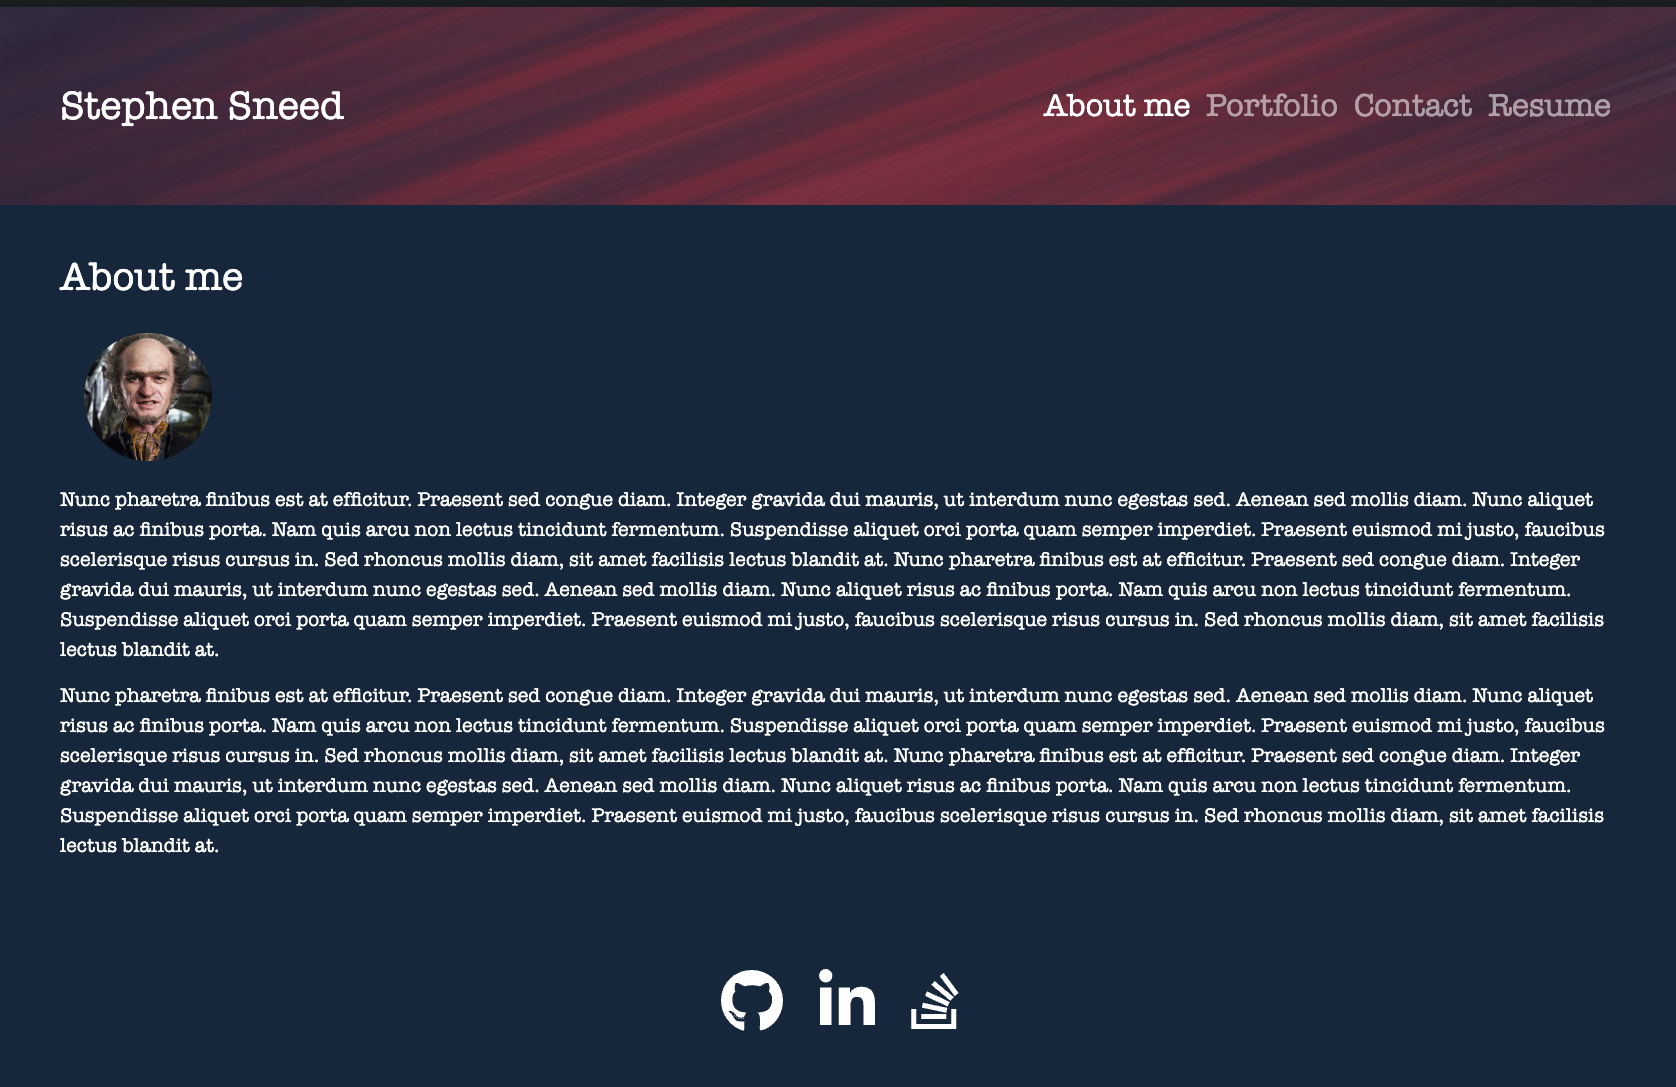 Stephen Sneed
About me Portfolio Contact Resume
About me
Nunc pharetra finibus est at efficitur. Praesent sed congue diam. Integer gravida dui mauris, ut interdum nunc egestas sed. Aenean sed mollis diam. Nunc aliquet
risus ac finibus porta. Nam quis arcu non lectus tincidunt fermentum. Suspendisse aliquet orci porta quam semper imperdiet. Praesent euismod mi justo, faucibus
scelerisque risus cursus in. Sed rhoncus mollis diam, sit amet facilisis lectus blandit at. Nunc pharetra finibus est at efficitur. Praesent sed congue diam. Integer
gravida dui mauris, ut interdum nunc egestas sed. Aenean sed mollis diam. Nunc aliquet risus ac finibus porta. Nam quis arcu non lectus tincidunt fermentum.
Suspendisse aliquet orci porta quam semper imperdiet. Praesent euismod mi justo, faucibus scelerisque risus cursus in. Sed rhoncus mollis diam, sit amet facilisis
lectus blandit at.
Nunc pharetra finibus est at efficitur. Praesent sed congue diam. Integer gravida dui mauris, ut interdum nunc egestas sed. Aenean sed mollis diam. Nunc aliquet
risus ac finibus porta. Nam quis arcu non lectus tincidunt fermentum. Suspendisse aliquet orci porta quam semper imperdiet. Praesent euismod mi justo, faucibus
scelerisque risus cursus in. Sed rhoncus mollis diam, sit amet facilisis lectus blandit at. Nunc pharetra finibus est at efficitur. Praesent sed congue diam. Integer
gravida dui mauris, ut interdum nunc egestas sed. Aenean sed mollis diam. Nunc aliquet risus ac finibus porta. Nam quis arcu non lectus tincidunt fermentum.
Suspendisse aliquet orci porta quam semper imperdiet. Praesent euismod mi justo, faucibus scelerisque risus cursus in. Sed rhoncus mollis diam, sit amet facilisis
lectus blandit at.
in